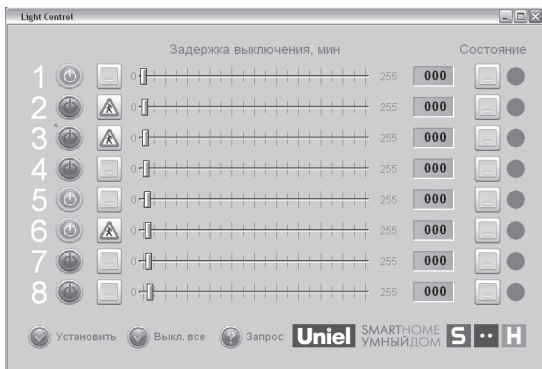 Light Control
Задержка выключения, мин Состояние
1 0 255 000
2 0 255 000
3 0 255 000
4 0 255 000
5 0 255 000
6 0 255 000
7 0 255 000
8 0 255 000
Установить Выкл. все ? Запрос Uniel SMARTHOME УМНЫЙДОМ S H